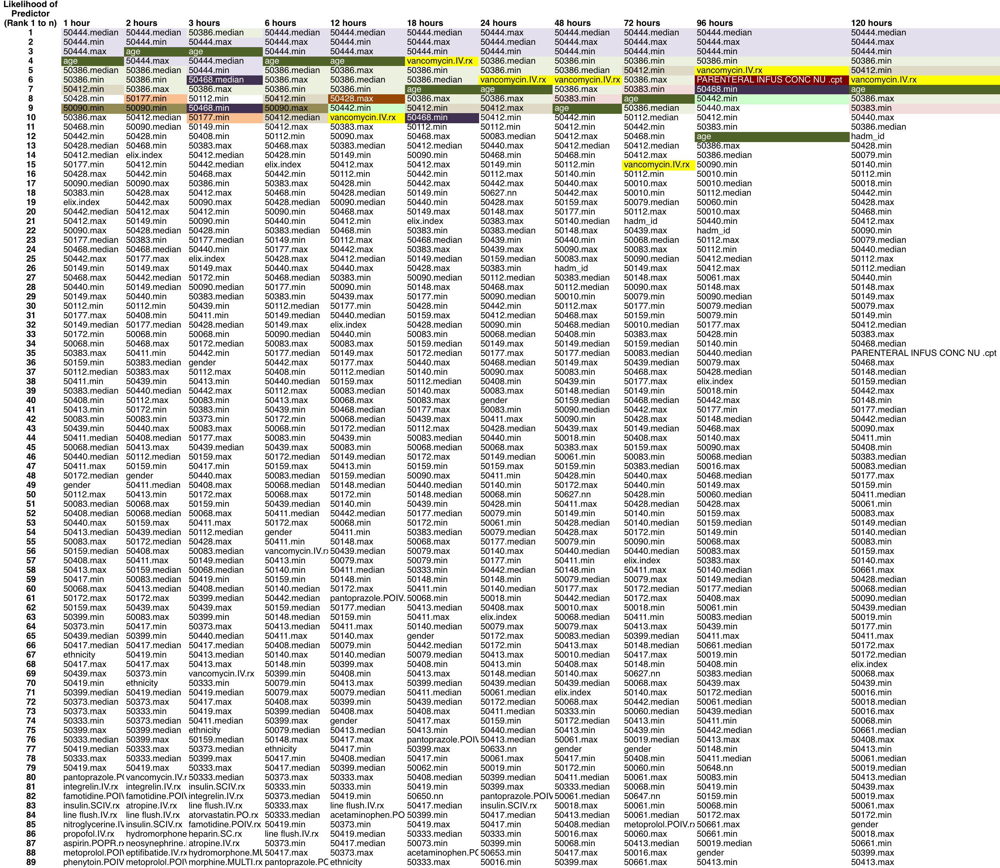 Likelihood of
Predictor
(Rank 1 to n) 1 hour 2 hours 3 hours 6 hours 12 hours 18 hours 24 hours 48 hours 72 hours 96 hours 120 hours
1 50444.median 50444.median 50386.median 50444.median 50444.median 50444.median 50444.max 50444.median 50444.median 50444.median 50444.median
2 50444.min 50444.min 50444.max 50444.max 50444.min 50444.max 50444.median 50444.max 50444.max 50444.max 50444.max
3 50444.max age age 50444.min 50444.max 50444.min 50444.min 50444.min 50444.min 50444.min 50444.min
4 age 50444.max 50444.median age age vancomycin.IV.rx 50386.median 50386.min 50386.min 50386.min 50386.min
5 50386.median 50386.median 50444.min 50386.median 50386.max 50386.min 50386.min 50386.median 50412.min vancomycin.IV.rx 50412.min
6 50386.min 50386.min 50468.median 50386.max 50386.median 50386.median vancomycin.IV.rx vancomycin.IV.rx 50386.max PARENTERAL INFUS CONC NU .cpt vancomycin.IV.rx
7 50412.min 50386.max 50386.max 50386.min 50386.min age age 50386.max 50383.min 50468.min age
8 50428.min 50177.min 50112.min 50412.min 50428.max 50386.max 50386.max 50383.min age 50442.min 50386.max
9 50090.min 50090.min 50468.min 50090.max 50442.min 50412.min 50412.max age 50386.median 50440.max 50383.min
10 50386.max 50412.median 50177.min 50412.median vancomycin.IV.rx 50468.min 50412.min 50442.min 50112.median 50412.min 50440.max
11 50468.min 50090.median 50149.min 50412.max 50383.max 50112.min 50112.min 50412.min 50442.min 50383.min 50386.median
12 50442.min 50428.min 50408.min 50112.min 50090.max 50468.max 50083.median 50412.max 50468.min age hadm_id
13 50428.median 50468.min 50383.max 50468.max 50383.median 50412.median 50440.max 50412.median 50412.median 50386.max 50428.min
14 50412.median elix.index 50412.median 50428.min 50149.min 50090.min 50468.min 50468.min 50412.max 50386.median 50079.min
15 50177.min 50412.min 50442.median elix.index 50412.max 50412.max 50149.min 50112.min vancomycin.IV.rx 50090.min 50140.min
16 50428.max 50442.min 50468.max 50442.min 50112.min 50442.min 50112.max 50140.min 50112.min 50010.min 50112.min
17 50090.median 50090.max 50386.min 50383.max 50428.min 50442.max 50442.max 50440.max 50010.max 50010.median 50018.min
18 50383.min 50428.max 50412.max 50468.min 50428.median 50149.min 50627.nn 50442.max 50010.min 50112.median 50442.min
19 elix.index 50442.max 50090.max 50428.median 50090.median 50440.min 50428.max 50159.max 50079.median 50060.min 50428.max
20 50442.median 50412.max 50412.min 50090.min 50468.max 50149.max 50148.max 50177.min 50112.max 50010.max 50468.min
21 50412.max 50149.min 50090.min 50440.min 50412.min elix.index 50383.max 50140.median hadm_id 50440.min 50412.max
22 50090.max 50428.median 50428.min 50383.median 50468.min 50383.min 50383.median 50148.max 50439.max hadm_id 50090.min
23 50177.median 50383.min 50177.median 50149.min 50112.max 50468.median 50439.min 50440.min 50068.median 50112.max 50079.median
24 50468.median 50468.median 50440.min 50177.max 50442.max 50383.max 50439.max 50090.max 50083.max 50112.min 50440.median
25 50442.max 50177.max elix.index 50428.max 50412.median 50149.median 50159.median 50083.max 50090.median 50412.median 50112.max
26 50149.min 50149.max 50149.max 50440.max 50440.max 50428.max 50383.min hadm_id 50149.max 50412.max 50112.median
27 50468.max 50442.median 50172.min 50468.median 50383.min 50090.median 50112.median 50383.median 50148.max 50061.max 50440.min
28 50440.min 50149.median 50090.median 50177.min 50090.min 50148.max 50468.max 50112.median 50090.max 50148.max 50148.max
29 50149.max 50440.min 50383.median 50383.min 50439.max 50177.min 50090.median 50010.min 50079.min 50090.median 50149.max
30 50112.min 50112.min 50439.min 50112.median 50177.min 50428.min 50442.min 50112.max 50177.min 50079.median 50079.max
31 50177.max 50408.min 50411.min 50149.median 50440.median 50159.max 50412.median 50468.max 50159.min 50079.min 50149.min
32 50149.median 50177.median 50428.median 50149.max elix.index 50428.median 50090.min 50468.median 50010.median 50177.max 50412.median
33 50172.min 50068.min 50068.min 50090.median 50440.min 50083.min 50068.median 50408.min 50383.max 50428.min 50383.max
34 50068.min 50468.max 50172.median 50083.max 50083.max 50159.median 50149.max 50149.median 50159.median 50140.min 50468.median
35 50383.max 50411.min 50442.min 50177.median 50149.max 50172.median 50177.max 50177.median 50083.median 50440.median PARENTERAL INFUS CONC NU .cpt
36 50159.min 50383.median gender 50442.max 50177.max 50440.max 50468.median 50149.max 50439.median 50079.max 50468.max
37 50112.median 50383.max 50112.max 50408.min 50112.median 50140.min 50090.max 50083.min 50468.max 50428.median 50148.median
38 50411.min 50439.min 50413.min 50440.median 50159.max 50112.median 50408.min 50439.min 50177.max elix.index 50159.median
39 50383.median 50440.median 50442.max 50112.max 50083.median 50140.max 50083.max 50148.median 50149.min 50018.min 50442.max
40 50408.min 50112.max 50083.min 50413.max 50068.max 50083.max gender 50159.median 50468.median 50442.max 50148.min
41 50413.min 50172.min 50383.min 50439.min 50468.median 50177.max 50083.min 50090.median 50442.max 50177.min 50177.median
42 50083.min 50083.min 50373.min 50172.min 50068.median 50439.max 50411.max 50090.min 50428.max 50148.median 50442.median
43 50439.min 50440.max 50083.max 50068.min 50172.median 50112.max 50428.median 50439.max 50149.median 50468.max 50090.max
44 50411.median 50408.median 50177.max 50083.min 50439.min 50083.median 50440.min 50018.min 50408.max 50140.max 50411.min
45 50068.median 50413.max 50439.median 50439.max 50083.min 50068.median 50068.max 50383.max 50159.max 50090.max 50408.min
46 50440.median 50112.median 50159.max 50172.median 50149.median 50172.max 50149.median 50061.min 50083.min 50068.median 50383.median
47 50411.max 50159.min 50417.min 50159.max 50413.min 50159.min 50159.max 50159.min 50383.median 50016.max 50083.median
48 50172.median gender 50440.max 50083.median 50159.median 50090.max 50411.min 50428.min 50440.max 50468.median 50177.max
49 gender 50411.median 50408.max 50068.median 50148.median 50440.median 50140.min 50172.max 50440.min 50149.max 50159.min
50 50112.max 50413.min 50172.max 50068.max 50172.min 50148.median 50068.min 50627.nn 50428.min 50060.median 50411.median
51 50083.median 50068.max 50159.min 50439.median 50140.min 50439.min 50428.min 50411.max 50428.median 50428.max 50061.min
52 50408.median 50068.median 50068.max 50411.median 50442.median 50177.median 50079.min 50149.min 50140.min 50159.max 50083.max
53 50440.max 50159.max 50411.max 50172.max 50068.min 50172.min 50061.min 50428.median 50140.median 50159.median 50149.median
54 50413.median 50439.median 50112.median gender 50411.min 50383.median 50079.median 50428.max 50172.min 50149.min 50140.median
55 50083.max 50172.median 50428.max 50411.min 50148.max 50068.max 50177.median 50079.min 50090.min 50068.max 50083.min
56 50159.median 50408.max 50083.median vancomycin.IV.rx 50439.median 50079.max 50140.max 50440.median 50440.median 50083.max 50159.max
57 50408.max 50411.max 50149.median 50413.min 50079.max 50079.min 50177.min 50411.min elix.index 50383.max 50140.max
58 50413.max 50159.median 50068.median 50140.min 50411.median 50333.min 50442.median 50148.min 50411.max 50140.median 50661.max
59 50417.min 50083.median 50419.min 50159.min 50148.min 50148.min 50148.min 50079.median 50079.max 50149.median 50428.median
60 50068.max 50413.median 50408.median 50140.median 50172.max 50411.min 50140.median 50177.max 50172.median 50177.median 50068.median
61 50172.max 50172.max 50399.median 50442.median pantoprazole.POIV. 50068.min 50018.min 50442.median 50172.max 50408.max 50090.median
62 50159.max 50439.max 50439.max 50159.median 50177.median 50413.median 50408.max 50010.max 50018.min 50061.min 50439.median
63 50399.min 50083.max 50399.min 50148.median 50159.min 50411.max elix.index 50068.median 50411.min 50083.median 50019.min
64 50373.min 50417.min 50373.max 50413.median 50411.max 50140.median 50079.max 50079.max 50413.max 50439.min 50177.min
65 50439.median 50399.min 50440.median 50411.max 50140.max gender 50172.max 50083.median 50399.median 50411.max 50411.max
66 50417.median 50417.median 50417.median 50408.median 50079.min 50442.median 50172.min 50413.max 50148.median 50661.median 50172.max
67 ethnicity 50419.min 50413.median 50140.max 50140.median 50079.median 50413.max 50010.median 50417.max 50019.min 50172.median
68 50417.max 50417.max 50413.max 50148.min 50399.max 50408.min 50413.min 50408.max 50148.min 50408.min elix.index
69 50439.max 50373.min vancomycin.IV.rx 50399.min 50408.min 50413.max 50148.median 50140.max 50627.nn 50383.median 50068.max
70 50419.min ethnicity 50333.min 50079.min 50413.max 50399.median 50439.median 50439.median 50068.max 50439.max 50439.min
71 50399.median 50419.median 50419.median 50079.max 50079.median 50411.median 50061.median elix.index 50140.max 50172.median 50016.min
72 50373.median 50373.max 50417.max 50408.max 50399.min 50439.median 50172.median 50068.max 50442.median 50061.median 50018.median
73 50373.max 50333.min 50419.max 50399.median 50408.max 50408.max 50411.median 50333.min 50060.median 50439.median 50016.max
74 50333.min 50373.median 50411.median 50399.max gender 50417.max 50159.min 50172.median 50413.min 50411.min 50068.min
75 50399.max 50399.median ethnicity 50079.median 50413.median 50413.min 50440.median 50413.min 50439.min 50442.median 50661.median
76 50333.median 50399.max 50159.median 50148.max 50417.max pantoprazole.POIV 50413.median 50061.max 50019.median 50413.max 50408.max
77 50419.median 50333.max 50373.median ethnicity 50417.min 50399.max 50633.nn gender gender 50148.min 50413.min
78 50333.max 50333.median 50399.max 50417.min 50408.median 50417.min 50061.max 50417.min 50408.min 50411.median 50061.median
79 50419.max 50419.max 50333.max 50417.median 50399.median 50062.min 50019.min 50172.min 50060.min 50648.nn 50019.median
80 pantoprazole.PO vancomycin.IV.r 50333.median 50373.max 50333.max 50408.median 50399.median 50411.median 50061.max 50083.min 50413.median
81 integrelin.IV.rx integrelin.IV.rx insulin.SCIV.rx 50333.min 50333.min 50419.min 50399.max 50333.median 50068.min 50419.min 50439.max
82 famotidine.POIV famotidine.POIV integrelin.IV.rx 50373.median 50419.min 50650.nn pantoprazole.POIV 50061.median 50647.nn 50159.min 50019.max
83 insulin.SCIV.rx atropine.IV.rx line flush.IV.rx 50333.max line flush.IV.rx 50417.median insulin.SCIV.rx 50018.max 50061.min 50068.min 50061.max
84 line flush.IV.rx line flush.IV.rx atorvastatin.PO.rx 50333.median acetaminophen.PO 50399.min 50417.median 50413.median 50061.median 50172.max 50172.min
85 nitroglycerine.IV insulin.SCIV.rx famotidine.POIV.rx 50419.min 50373.min 50419.max 50417.min 50408.median metoprolol.POIV.rx 50661.max gender
86 propofol.IV.rx hydromorphone heparin.SC.rx line flush.IV.rx 50419.median 50333.median 50333.min 50016.max 50060.max 50661.min 50018.max
87 aspirin.POPR.rx neosynephrine. atropine.IV.rx 50373.min 50417.median 50073.min 50399.min 50068.min 50413.median 50019.median 50661.min
88 metoprolol.POIV eptifibatide.IV.rx hydromorphone.MU 50417.max 50373.max acetaminophen.PO 50653.min 50417.max 50016.max gender 50399.max
89 phenytoin.POIV metoprolol.POIV morphine.MULTI.rx pantoprazole.PO ethnicity 50333.max 50016.min 50399.max 50661.max 50413.min 50413.max